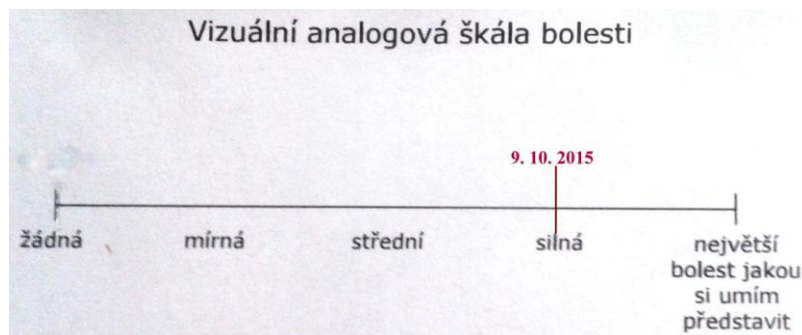 Vizuální analogová škála bolesti
9. 10. 2015
žádná
mírná
střední
silná
největší
bolest jakou
si umím
představit